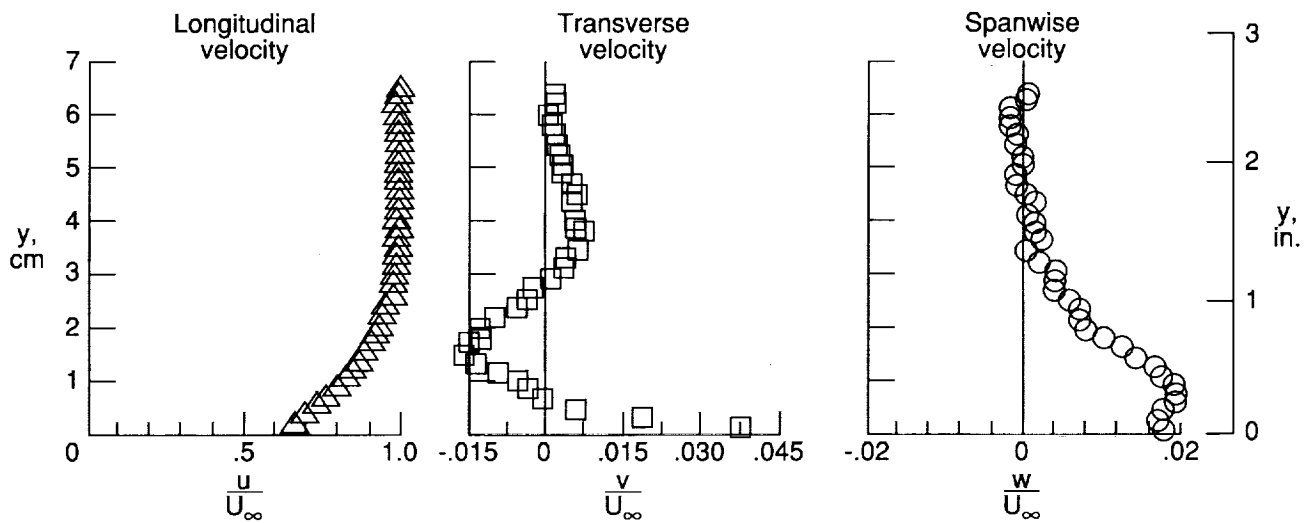 Longitudinal velocity
Transverse velocity
Spanwise velocity
7
6
5
4
3
2
1
0
y, cm
3
2
1
0
y, in.
.5 1.0
-.015 0 .015 .030 .045
-.02 0 .02
u
U∞
v
U∞
w
U∞